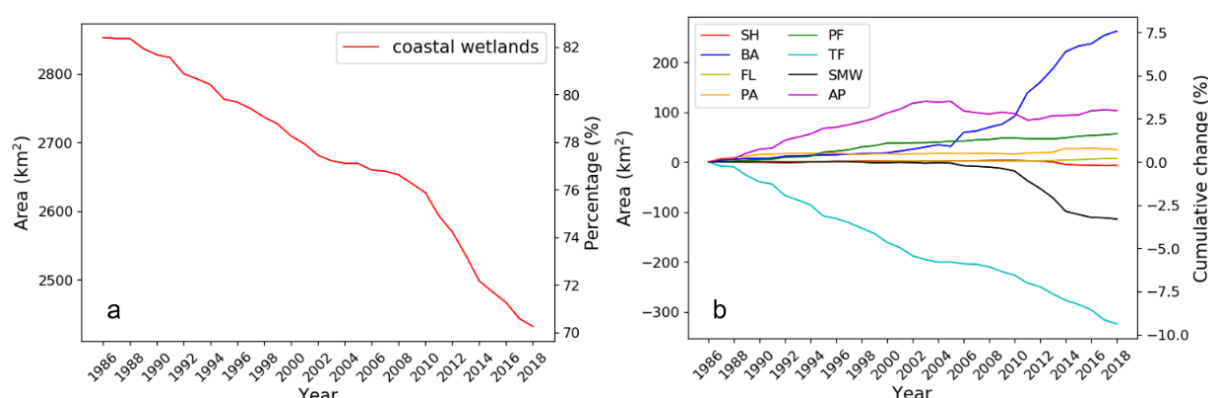 coastal wetlands
Area (km²)
2800
2700
2600
2500
82
80
78
76
74
72
70
Percentage (%)
a
1986 1988 1990 1992 1994 1996 1998 2000 2002 2004 2006 2008 2010 2012 2014 2016 2018
Year
SH PF
BA TF
FL SMW
PA AP
Area (km²)
200
100
0
−100
−200
−300
7.5
5.0
2.5
0.0
−2.5
−5.0
−7.5
−10.0
Cumulative change (%)
b
1986 1988 1990 1992 1994 1996 1998 2000 2002 2004 2006 2008 2010 2012 2014 2016 2018
Year